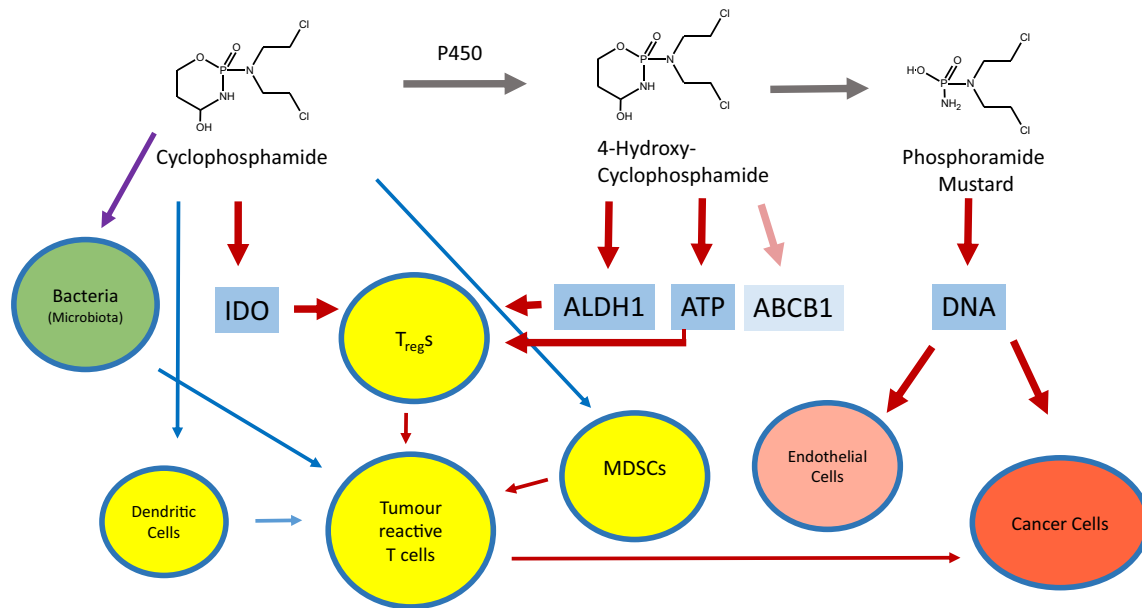 Cl
O
O
P
N
NH
Cl
OH
P450
Cl
O
O
P
N
NH
Cl
OH
Cl
O
H·O
P
N
NH2
Cl
Cyclophosphamide
4-Hydroxy-
Cyclophosphamide
Phosphoramide
Mustard
Bacteria
(Microbiota)
IDO
Tregs
ALDH1
ATP
ABCB1
DNA
Endothelial
Cells
MDSCs
Dendritic
Cells
Tumour
reactive
T cells
Cancer Cells